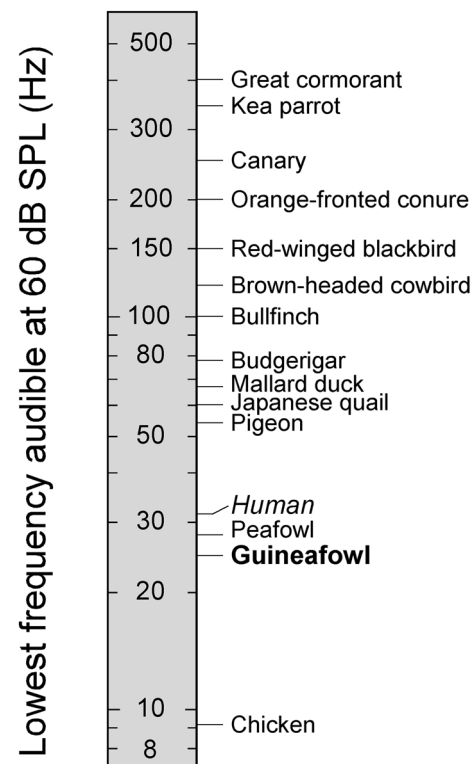 Lowest frequency audible at 60 dB SPL (Hz)
500
Great cormorant
Kea parrot
300
Canary
200
Orange-fronted conure
150
Red-winged blackbird
Brown-headed cowbird
100
Bullfinch
80
Budgerigar
Mallard duck
Japanese quail
Pigeon
50
Human
30
Peafowl
Guineafowl
20
10
Chicken
8